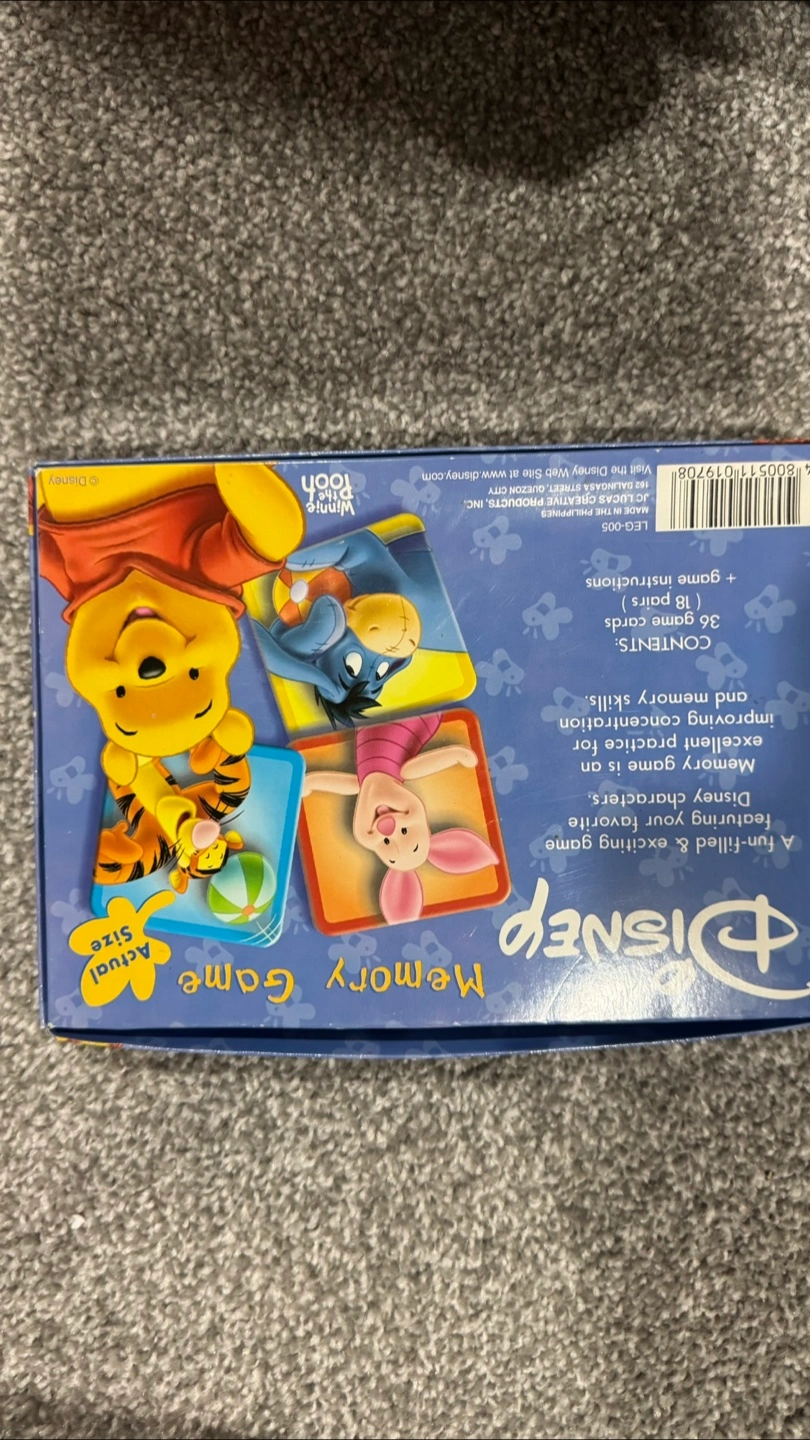 Disney
Memory Game
Actual
Size
A fun-filled & exciting game
featuring your favorite
Disney characters.
Memory game is an
excellent practice for
improving concentration
and memory skills.
CONTENTS:
36 game cards
( 18 pairs )
+ game instructions
LEG-005
MADE IN THE PHILIPPINES
JC LUCAS CREATIVE PRODUCTS, INC.
162 DALINGASA STREET, QUEZON CITY
Visit the Disney Web Site at www.disney.com
4 800511 019708
Winnie
the
Pooh
© Disney